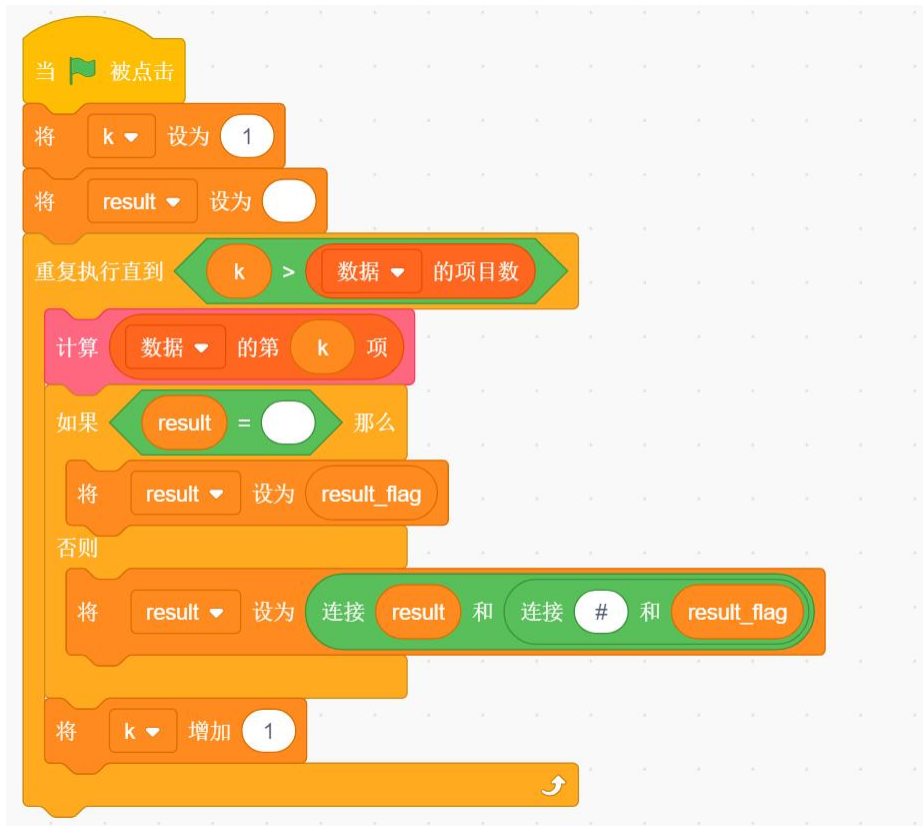 当 被点击
将 k 设为 1
将 result 设为
重复执行直到 k > 数据 的项目数
计算 数据 的第 k 项
如果 result = 那么
将 result 设为 result_flag
否则
将 result 设为 连接 result 和 连接 # 和 result_flag
将 k 增加 1